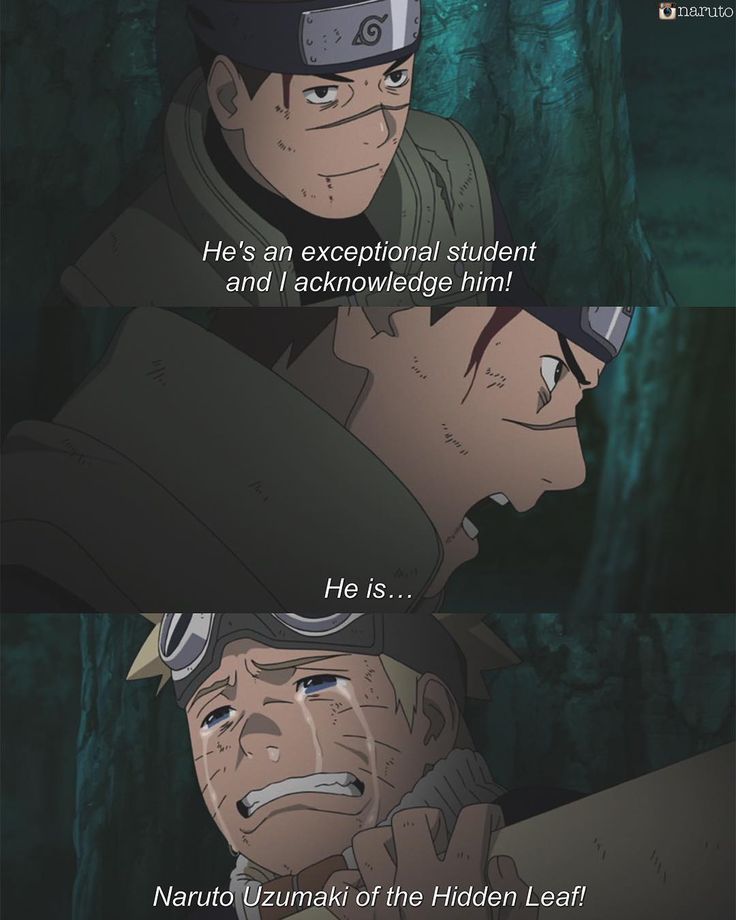 naruto
He's an exceptional student
and I acknowledge him!
He is…
Naruto Uzumaki of the Hidden Leaf!